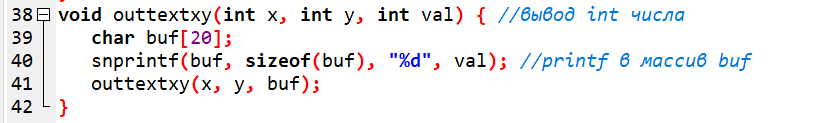 38 void outtextxy(int x, int y, int val) { //вывод int числа
39 char buf[20];
40 snprintf(buf, sizeof(buf), "%d", val); //printf в массив buf
41 outtextxy(x, y, buf);
42 }